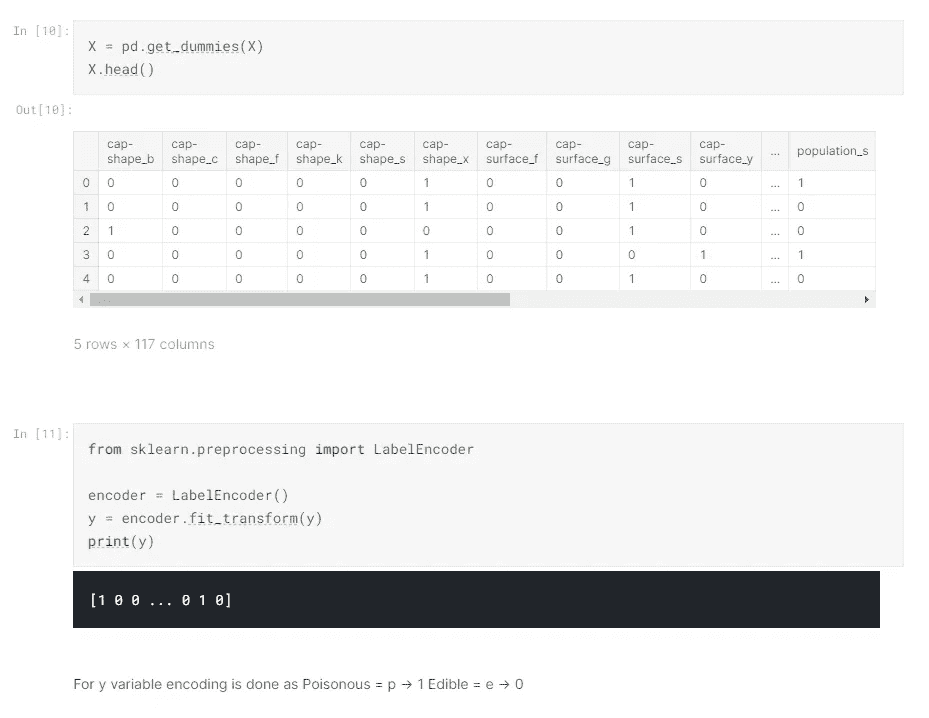 In [10]:
X = pd.get_dummies(X)
X.head()
Out[10]:
cap-shape_b cap-shape_c cap-shape_f cap-shape_k cap-shape_s cap-shape_x cap-surface_f cap-surface_g cap-surface_s cap-surface_y ... population_s
0 0 0 0 0 0 1 0 0 1 0 ... 1
1 0 0 0 0 0 1 0 0 1 0 ... 0
2 1 0 0 0 0 0 0 0 1 0 ... 0
3 0 0 0 0 0 1 0 0 0 1 ... 1
4 0 0 0 0 0 1 0 0 1 0 ... 0
5 rows × 117 columns
In [11]:
from sklearn.preprocessing import LabelEncoder
encoder = LabelEncoder()
y = encoder.fit_transform(y)
print(y)
[1 0 0 ... 0 1 0]
For y variable encoding is done as Poisonous = p → 1 Edible = e → 0